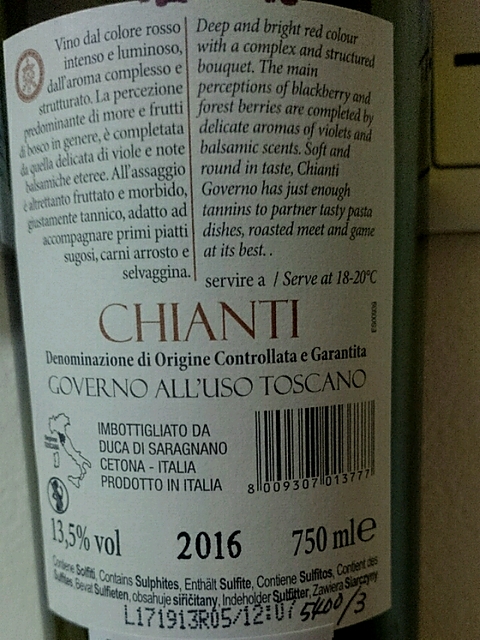 Vino dal colore rosso
intenso e luminoso,
dall'aroma complesso e
strutturato. La percezione
predominante di more e frutti
di bosco in genere, è completata
da quella delicata di viole e note
balsamiche eteree. All'assaggio
è altrettanto fruttato e morbido,
giustamente tannico, adatto ad
accompagnare primi piatti
sugosi, carni arrosto e
selvaggina.
Deep and bright red colour
with a complex and structured
bouquet. The main
perceptions of blackberry and
forest berries are completed by
delicate aromas of violets and
balsamic scents. Soft and
round in taste, Chianti
Governo has just enough
tannins to partner tasty pasta
dishes, roasted meet and game
at its best. .
servire a / Serve at 18-20°C
CHIANTI
Denominazione di Origine Controllata e Garantita
GOVERNO ALL'USO TOSCANO
IMBOTTIGLIATO DA
DUCA DI SARAGNANO
CETONA - ITALIA
PRODOTTO IN ITALIA
8 009307 013777
13,5% vol 2016 750 ml e
Contiene Solfiti, Contains Sulphites, Enthält Sulfite, Contiene Sulfitos, Contient des
Sulfites, Bevat Sulfieten, obsahuje siřičitany, Indeholder Sulfitter, Zawiera Siarczyny
L171913R05/12:07 5400/3